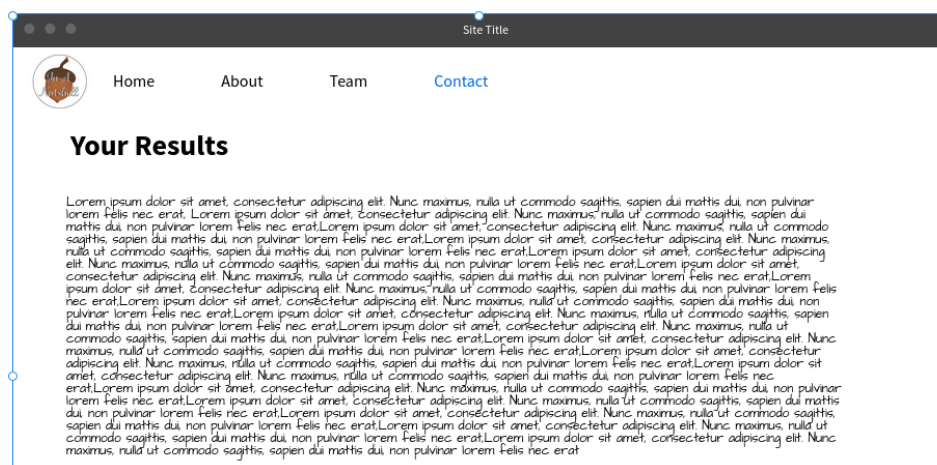 Site Title
In A
Nutshell
Home About Team Contact
Your Results
Lorem ipsum dolor sit amet, consectetur adipiscing elit. Nunc maximus, nulla ut commodo sagittis, sapien dui mattis dui, non pulvinar
lorem felis nec erat, Lorem ipsum dolor sit amet, consectetur adipiscing elit. Nunc maximus, nulla ut commodo sagittis, sapien dui
mattis dui, non pulvinar lorem felis nec erat,Lorem ipsum dolor sit amet, consectetur adipiscing elit. Nunc maximus, nulla ut commodo
sagittis, sapien dui mattis dui, non pulvinar lorem felis nec erat,Lorem ipsum dolor sit amet, consectetur adipiscing elit. Nunc maximus,
nulla ut commodo sagittis, sapien dui mattis dui, non pulvinar lorem felis nec erat,Lorem ipsum dolor sit amet, consectetur adipiscing
elit. Nunc maximus, nulla ut commodo sagittis, sapien dui mattis dui, non pulvinar lorem felis nec erat,Lorem ipsum dolor sit amet,
consectetur adipiscing elit. Nunc maximus, nulla ut commodo sagittis, sapien dui mattis dui, non pulvinar lorem felis nec erat,Lorem
ipsum dolor sit amet, consectetur adipiscing elit. Nunc maximus, nulla ut commodo sagittis, sapien dui mattis dui, non pulvinar lorem felis
nec erat,Lorem ipsum dolor sit amet, consectetur adipiscing elit. Nunc maximus, nulla ut commodo sagittis, sapien dui mattis dui, non
pulvinar lorem felis nec erat,Lorem ipsum dolor sit amet, consectetur adipiscing elit. Nunc maximus, nulla ut commodo sagittis, sapien
dui mattis dui, non pulvinar lorem felis nec erat,Lorem ipsum dolor sit amet, consectetur adipiscing elit. Nunc maximus, nulla ut
commodo sagittis, sapien dui mattis dui, non pulvinar lorem felis nec erat,Lorem ipsum dolor sit amet, consectetur adipiscing elit. Nunc
maximus, nulla ut commodo sagittis, sapien dui mattis dui, non pulvinar lorem felis nec erat,Lorem ipsum dolor sit amet, consectetur
adipiscing elit. Nunc maximus, nulla ut commodo sagittis, sapien dui mattis dui, non pulvinar lorem felis nec erat,Lorem ipsum dolor sit
amet, consectetur adipiscing elit. Nunc maximus, nulla ut commodo sagittis, sapien dui mattis dui, non pulvinar lorem felis nec
erat,Lorem ipsum dolor sit amet, consectetur adipiscing elit. Nunc maximus, nulla ut commodo sagittis, sapien dui mattis dui, non pulvinar
lorem felis nec erat,Lorem ipsum dolor sit amet, consectetur adipiscing elit. Nunc maximus, nulla ut commodo sagittis, sapien dui mattis
dui, non pulvinar lorem felis nec erat,Lorem ipsum dolor sit amet, consectetur adipiscing elit. Nunc maximus, nulla ut commodo sagittis,
sapien dui mattis dui, non pulvinar lorem felis nec erat,Lorem ipsum dolor sit amet, consectetur adipiscing elit. Nunc maximus, nulla ut
commodo sagittis, sapien dui mattis dui, non pulvinar lorem felis nec erat,Lorem ipsum dolor sit amet, consectetur adipiscing elit. Nunc
maximus, nulla ut commodo sagittis, sapien dui mattis dui, non pulvinar lorem felis nec erat